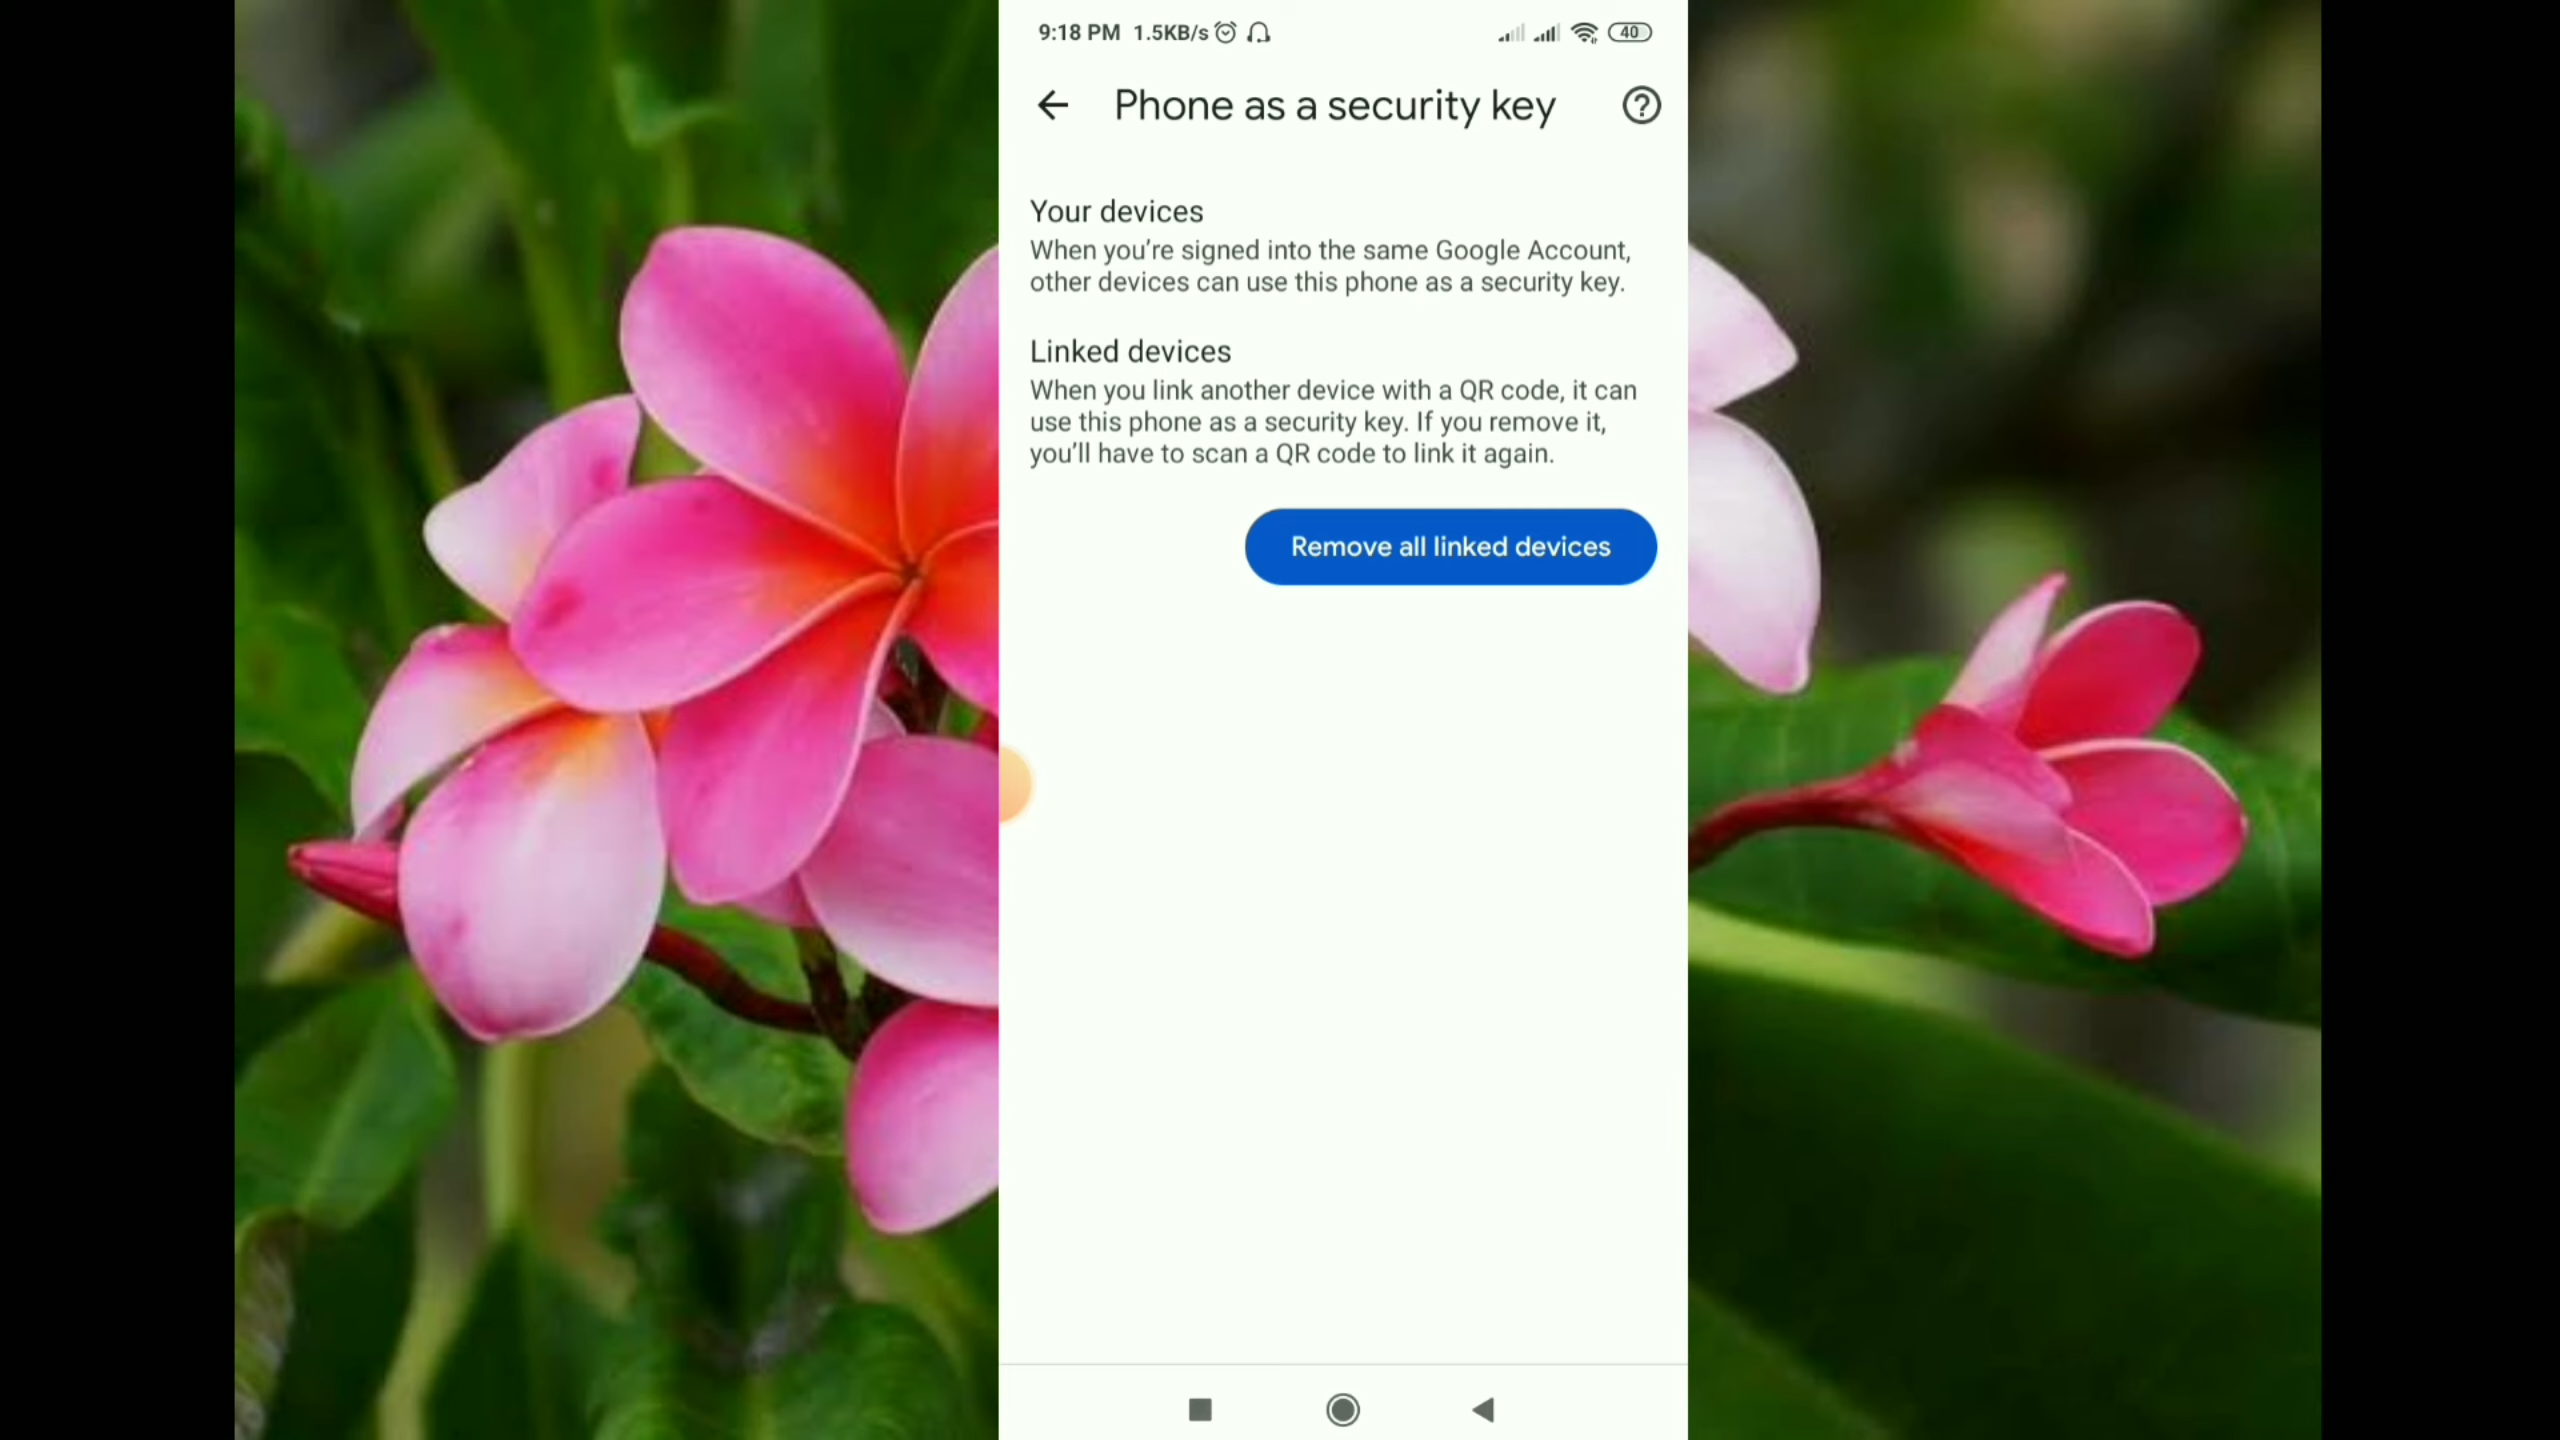 9:18 PM 1.5KB/s 40
Phone as a security key
Your devices
When you’re signed into the same Google Account,
other devices can use this phone as a security key.
Linked devices
When you link another device with a QR code, it can
use this phone as a security key. If you remove it,
you’ll have to scan a QR code to link it again.
Remove all linked devices